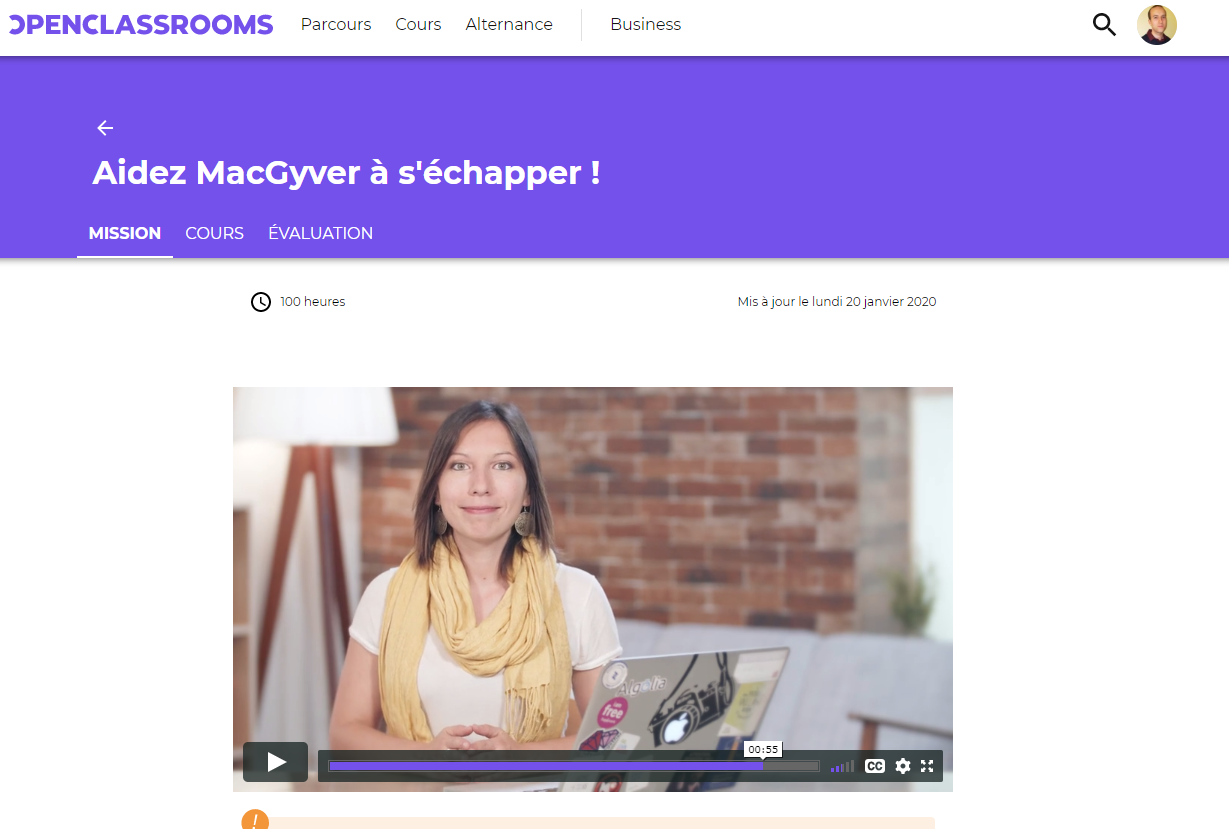 OPENCLASSROOMS Parcours Cours Alternance Business
Aidez MacGyver à s'échapper !
MISSION COURS ÉVALUATION
100 heures Mis à jour le lundi 20 janvier 2020
Algolia
free
00:55
CC
!